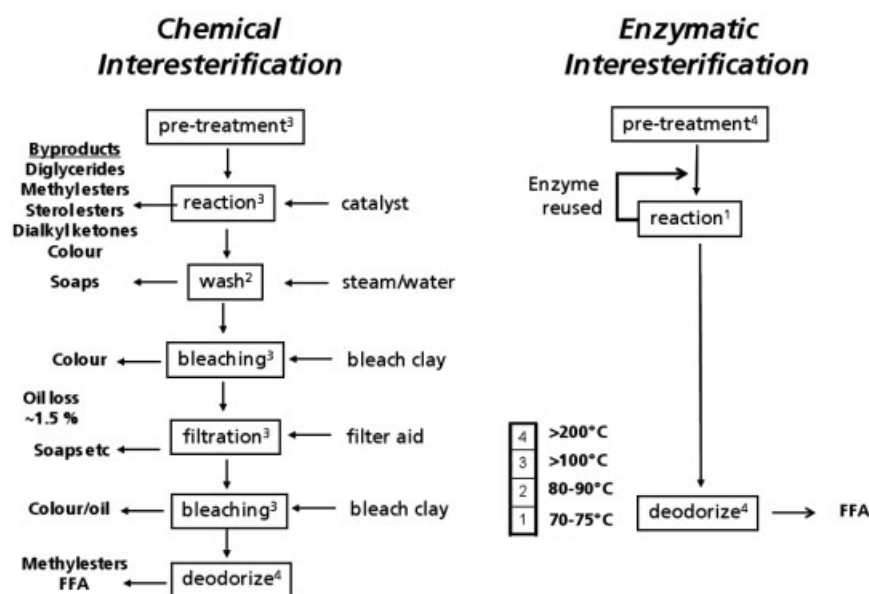 Chemical
Interesterification
pre-treatment³
Byproducts
Diglycerides
Methylesters
Sterolesters
Dialkyl ketones
Colour
reaction³
catalyst
Soaps
wash²
steam/water
Colour
bleaching³
bleach clay
Oil loss
~1.5 %
filtration³
filter aid
Soapsetc
Colour/oil
bleaching³
bleach clay
Methylesters
FFA
deodorize⁴
Enzymatic
Interesterification
pre-treatment⁴
Enzyme
reused
reaction¹
4 >200°C
3 >100°C
2 80-90°C
1 70-75°C
deodorize⁴
FFA